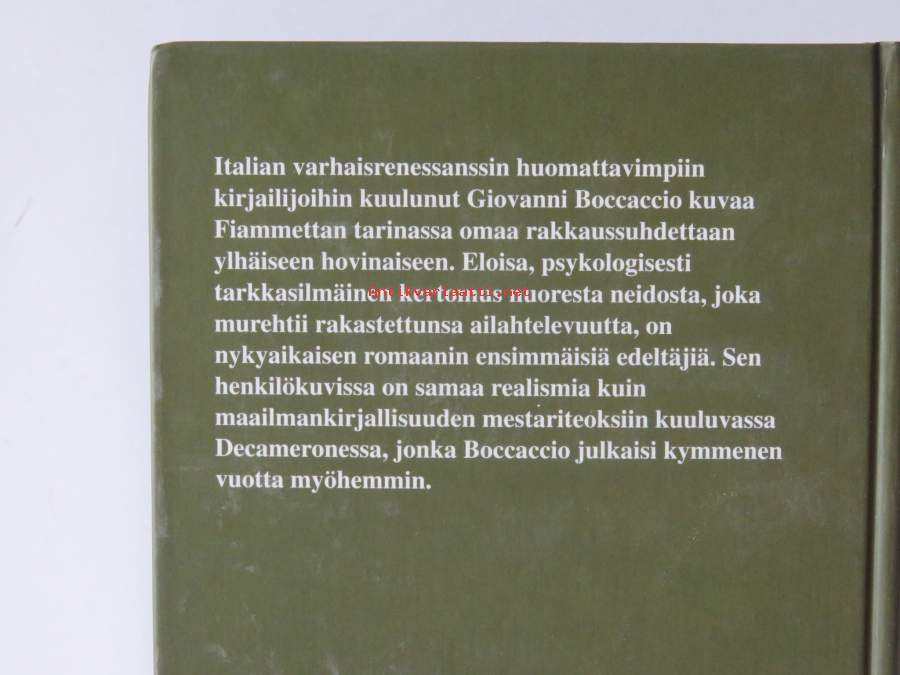 Italian varhaisrenessanssin huomattavimpiin
kirjailijoihin kuulunut Giovanni Boccaccio kuvaa
Fiammettan tarinassa omaa rakkaussuhdettaan
ylhäiseen hovinaiseen. Eloisa, psykologisesti
tarkkasilmäinen kertomus nuoresta neidosta, joka
antikvariaatti.net
murehtii rakastettunsa ailahtelevuutta, on
nykyaikaisen romaanin ensimmäisiä edeltäjiä. Sen
henkilökuvissa on samaa realismia kuin
maailmankirjallisuuden mestariteoksiin kuuluvassa
Decameronessa, jonka Boccaccio julkaisi kymmenen
vuotta myöhemmin.